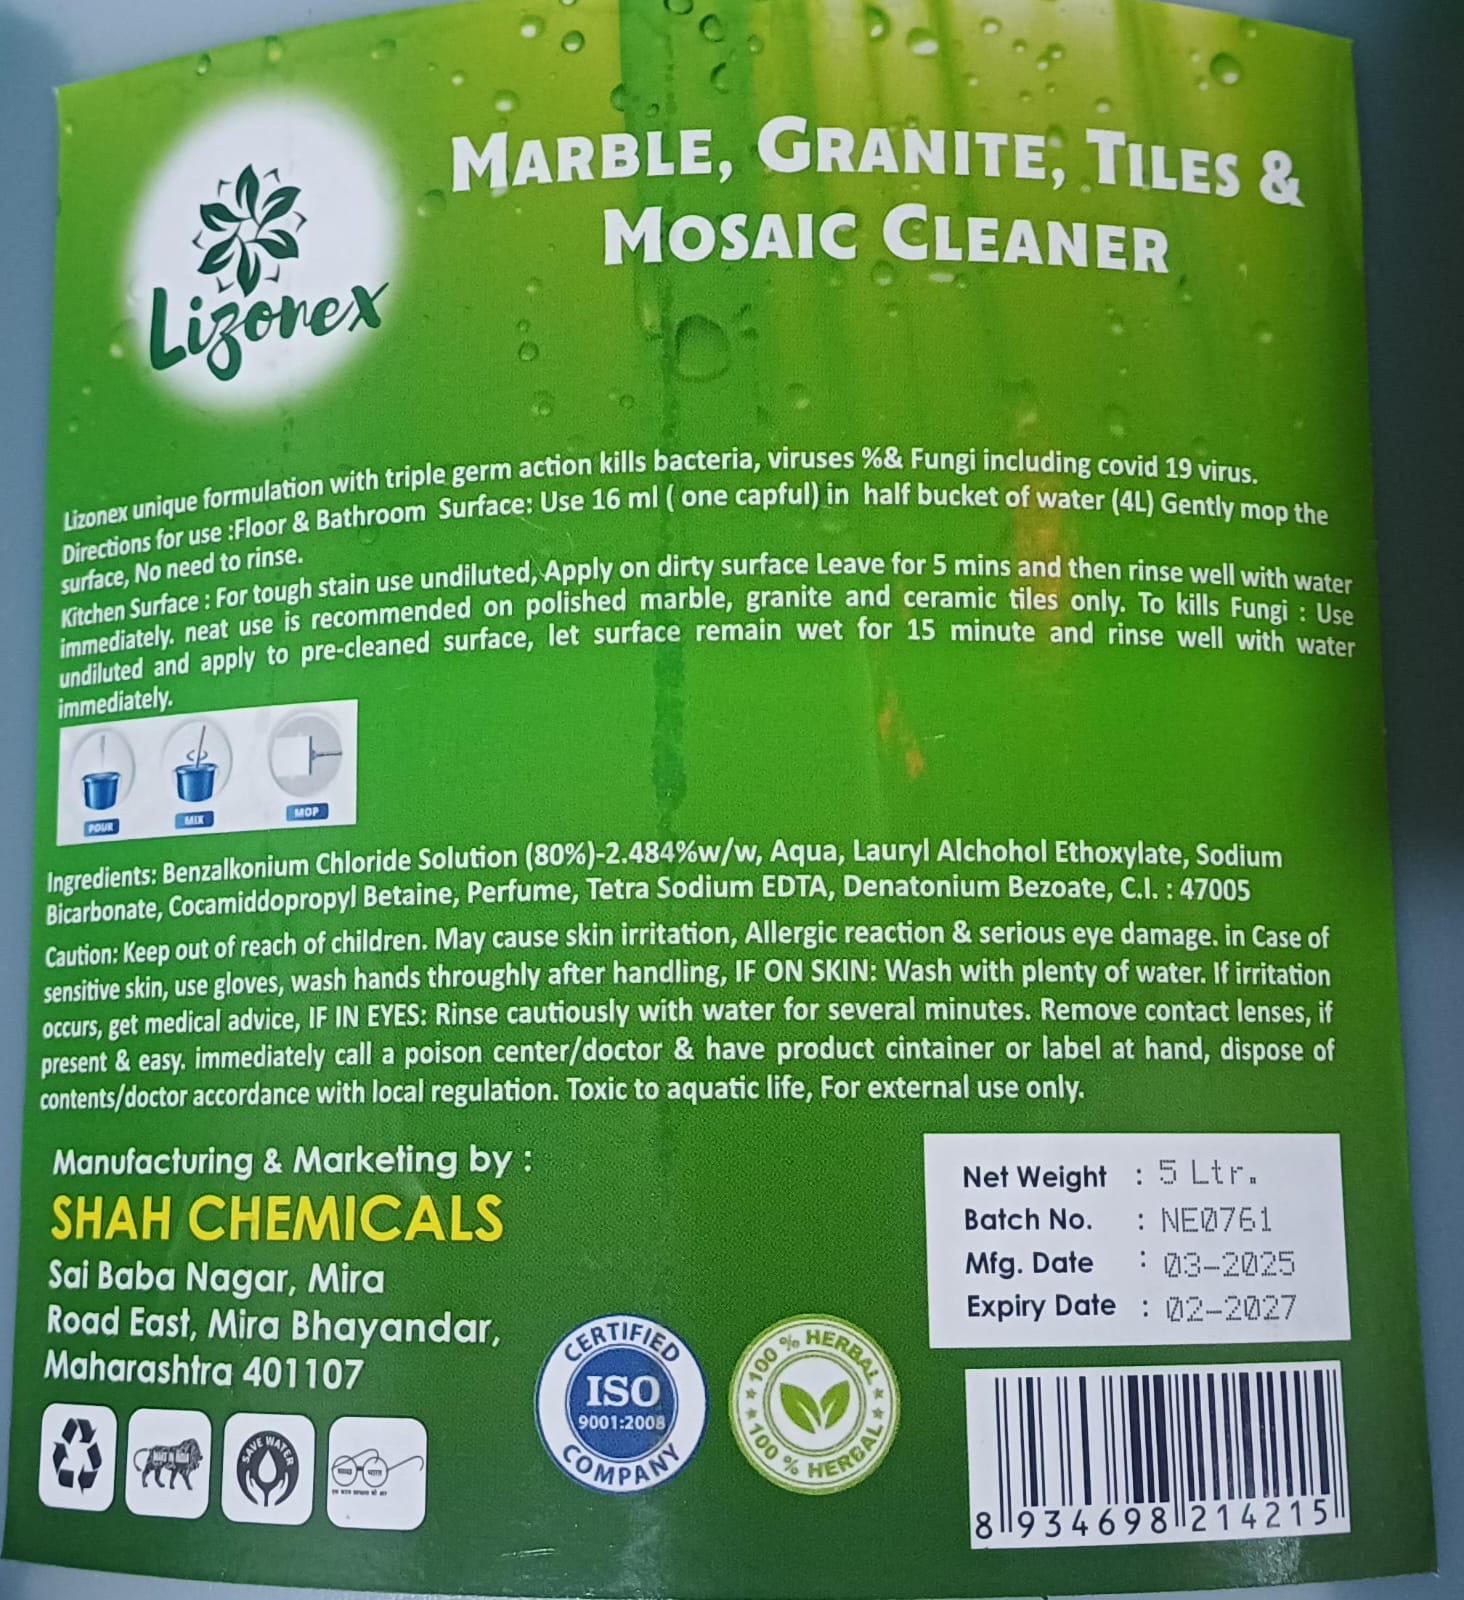 Lizonex
MARBLE, GRANITE, TILES &
MOSAIC CLEANER
Lizonex unique formulation with triple germ action kills bacteria, viruses %& Fungi including covid 19 virus.
Directions for use :Floor & Bathroom Surface: Use 16 ml ( one capful) in half bucket of water (4L) Gently mop the
surface, No need to rinse.
Kitchen Surface : For tough stain use undiluted, Apply on dirty surface Leave for 5 mins and then rinse well with water
immediately. neat use is recommended on polished marble, granite and ceramic tiles only. To kills Fungi : Use
undiluted and apply to pre-cleaned surface, let surface remain wet for 15 minute and rinse well with water
immediately.
POUR MIX MOP
Ingredients: Benzalkonium Chloride Solution (80%)-2.484%w/w, Aqua, Lauryl Alchohol Ethoxylate, Sodium
Bicarbonate, Cocamiddopropyl Betaine, Perfume, Tetra Sodium EDTA, Denatonium Bezoate, C.I. : 47005
Caution: Keep out of reach of children. May cause skin irritation, Allergic reaction & serious eye damage. in Case of
sensitive skin, use gloves, wash hands throughly after handling, IF ON SKIN: Wash with plenty of water. If irritation
occurs, get medical advice, IF IN EYES: Rinse cautiously with water for several minutes. Remove contact lenses, if
present & easy. immediately call a poison center/doctor & have product cintainer or label at hand, dispose of
contents/doctor accordance with local regulation. Toxic to aquatic life, For external use only.
Manufacturing & Marketing by :
SHAH CHEMICALS
Sai Baba Nagar, Mira
Road East, Mira Bhayandar,
Maharashtra 401107
Net Weight : 5 Ltr.
Batch No. : NE0761
Mfg. Date : 03-2025
Expiry Date : 02-2027
CERTIFIED
ISO
9001:2008
COMPANY
100 % HERBAL
100 % HERBAL
SAVE WATER
8 934698 214215